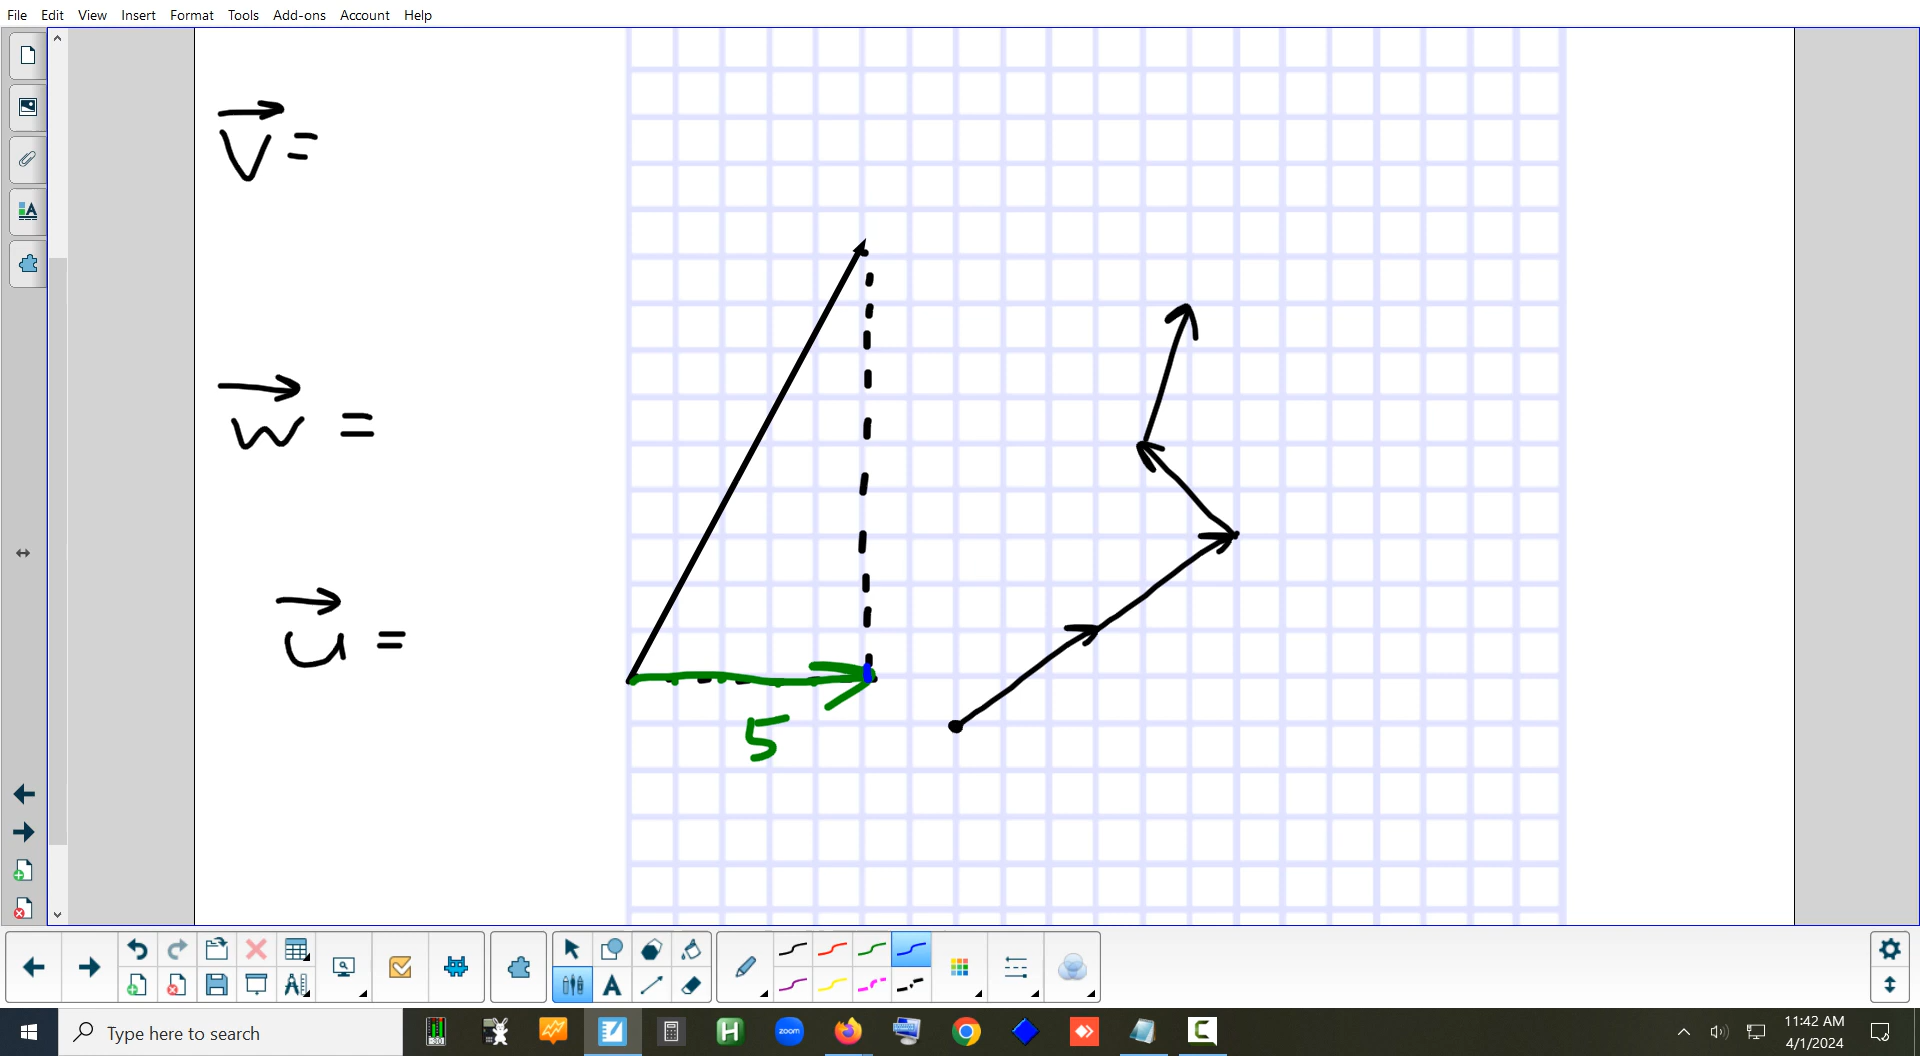 File Edit View Insert Format Tools Add-ons Account Help
v =
w =
u =
5
A
A
H
zoom
C
Type here to search
11:42 AM
4/1/2024